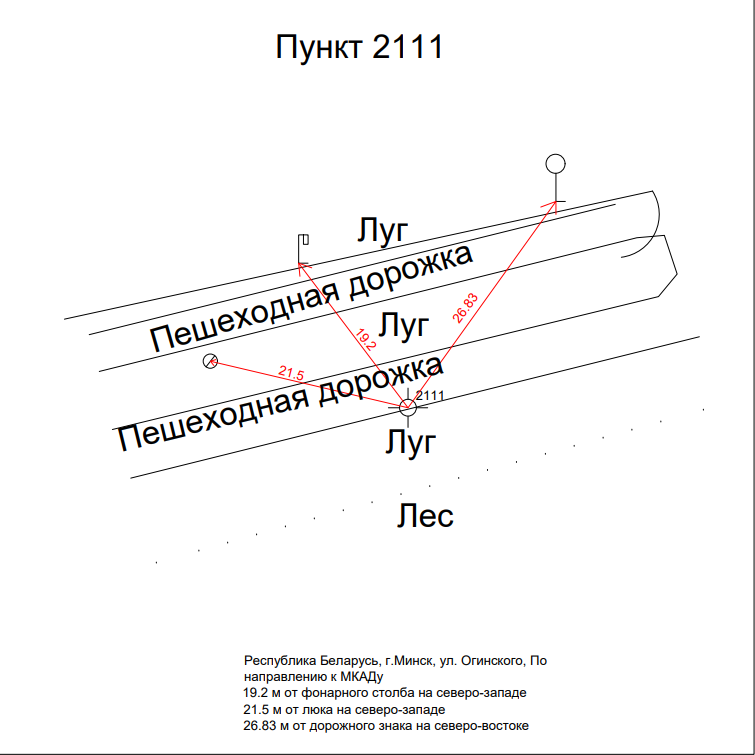 Пункт 2111
Луг
Пешеходная дорожка
Луг
26.83
19.2
21.5
Пешеходная дорожка
2111
Луг
Лес
Республика Беларусь, г.Минск, ул. Огинского, По
направлению к МКАДу
19.2 м от фонарного столба на северо-западе
21.5 м от люка на северо-западе
26.83 м от дорожного знака на северо-востоке